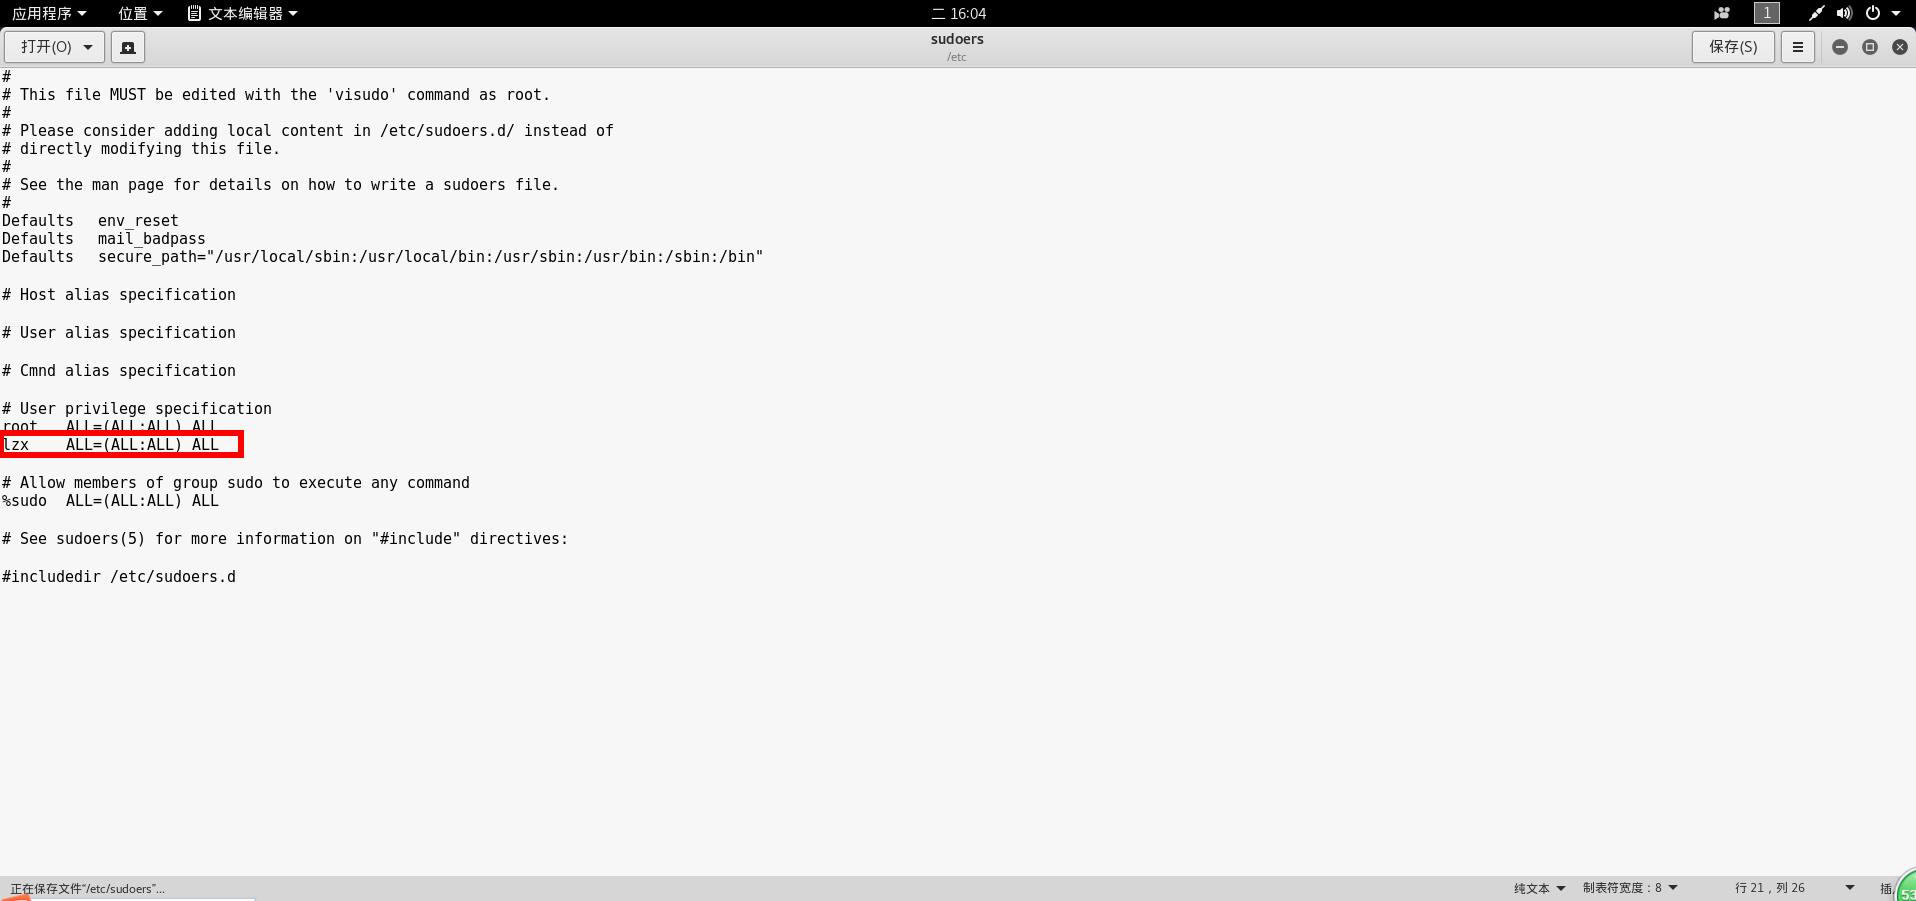 应用程序 位置 文本编辑器 二 16:04 1
打开(O) sudoers 保存(S)
/etc
#
# This file MUST be edited with the 'visudo' command as root.
#
# Please consider adding local content in /etc/sudoers.d/ instead of
# directly modifying this file.
#
# See the man page for details on how to write a sudoers file.
#
Defaults	env_reset
Defaults	mail_badpass
Defaults	secure_path="/usr/local/sbin:/usr/local/bin:/usr/sbin:/usr/bin:/sbin:/bin"
# Host alias specification
# User alias specification
# Cmnd alias specification
# User privilege specification
root	ALL=(ALL:ALL) ALL
lzx	ALL=(ALL:ALL) ALL
# Allow members of group sudo to execute any command
%sudo	ALL=(ALL:ALL) ALL
# See sudoers(5) for more information on "#include" directives:
#includedir /etc/sudoers.d
正在保存文件“/etc/sudoers”... 纯文本 制表符宽度：8 行 21，列 26 插 53